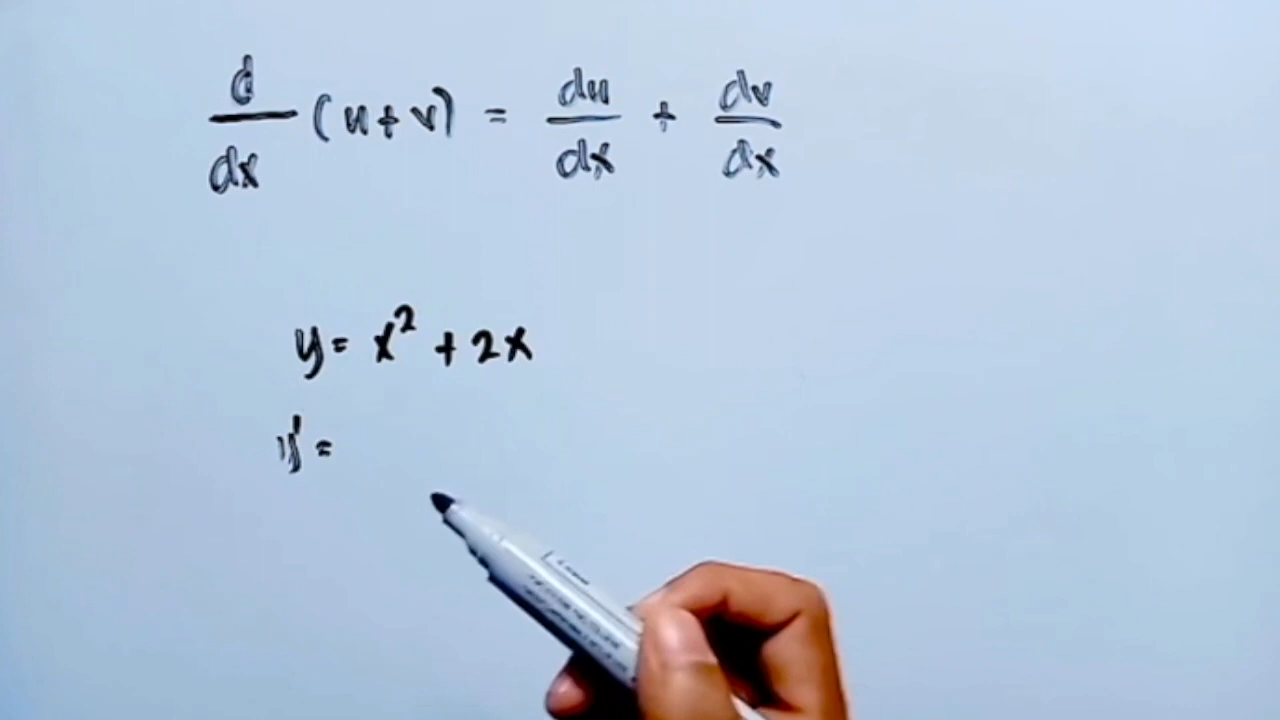 d/dx (u+v) = du/dx + dv/dx
y = x² + 2x
y' =